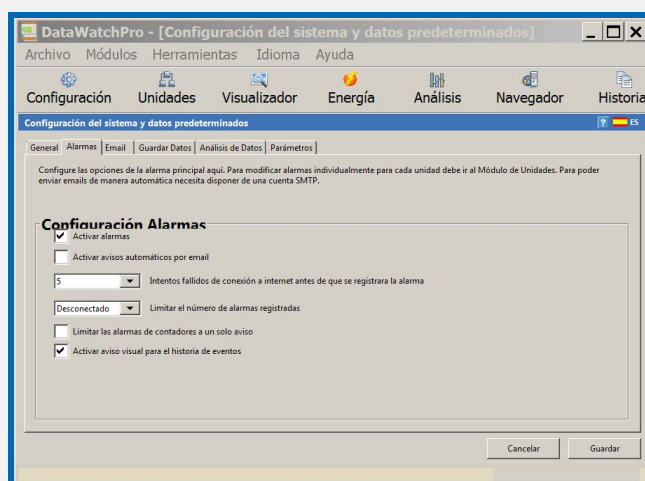 DataWatchPro - [Configuración del sistema y datos predeterminados]
Archivo Módulos Herramientas Idioma Ayuda
Configuración Unidades Visualizador Energía Análisis Navegador Historia
Configuración del sistema y datos predeterminados ? ES
General Alarmas Email Guardar Datos Análisis de Datos Parámetros
Configure las opciones de la alarma principal aquí. Para modificar alarmas individualmente para cada unidad debe ir al Módulo de Unidades. Para poder
enviar emails de manera automática necesita disponer de una cuenta SMTP.
Configuración Alarmas
Activar alarmas
Activar avisos automáticos por email
5 Intentos fallidos de conexión a internet antes de que se registrara la alarma
Desconectado Limitar el número de alarmas registradas
Limitar las alarmas de contadores a un solo aviso
Activar aviso visual para el historia de eventos
Cancelar Guardar